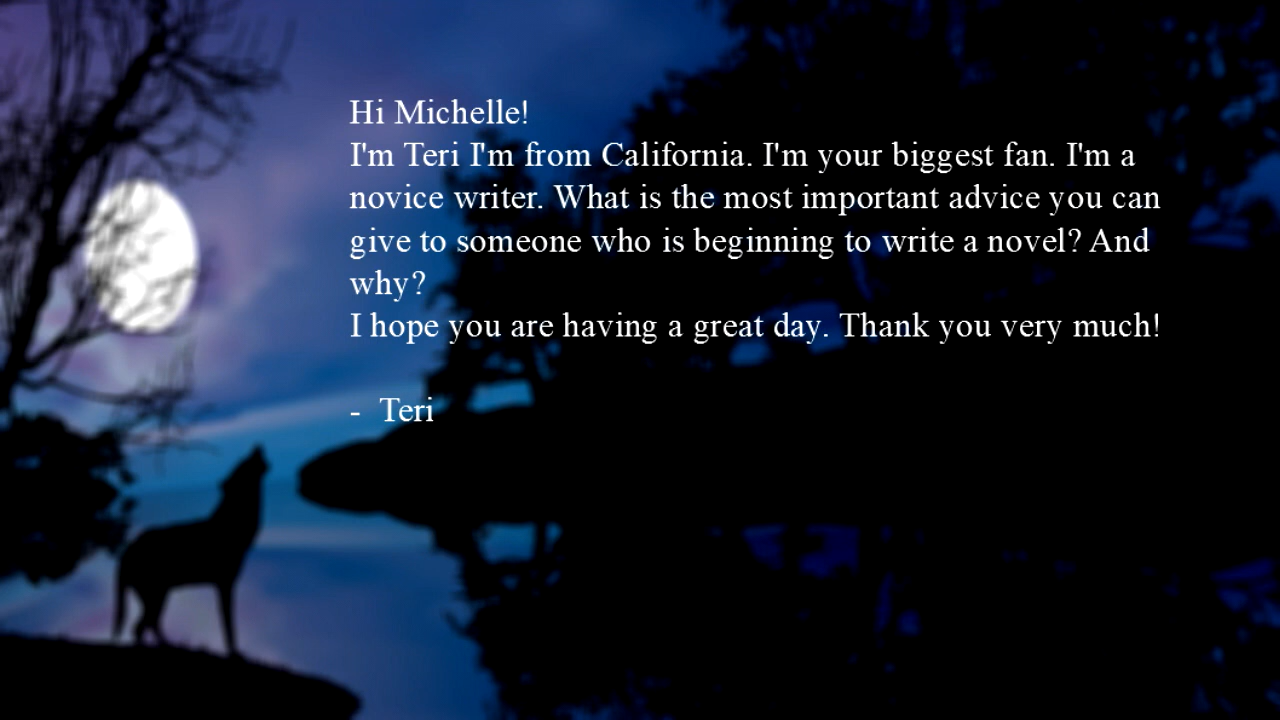 Hi Michelle!
I'm Teri I'm from California. I'm your biggest fan. I'm a
novice writer. What is the most important advice you can
give to someone who is beginning to write a novel? And
why?
I hope you are having a great day. Thank you very much!
- Teri